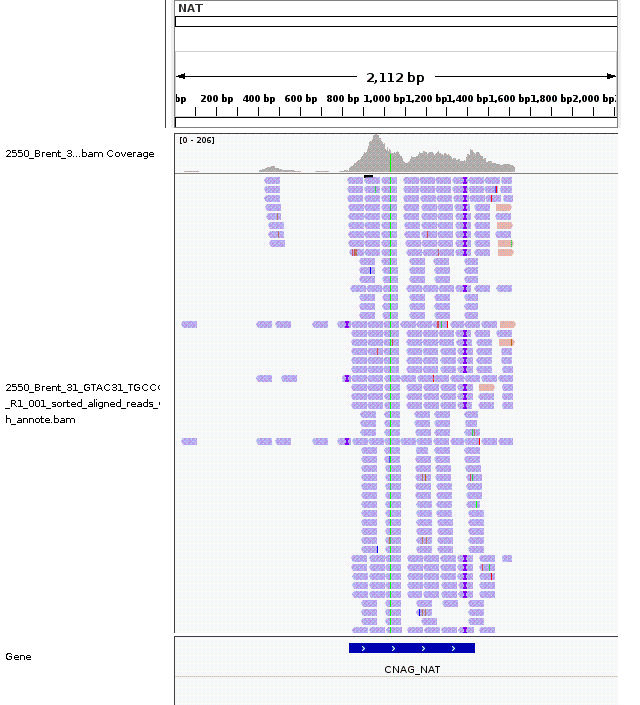 NAT
2,112 bp
bp 200 bp 400 bp 600 bp 800 bp 1,000 bp 1,200 bp 1,400 bp 1,600 bp 1,800 bp 2,000 bp
[0 - 206]
2550_Brent_3...bam Coverage
2550_Brent_31_GTAC31_TGCCC
_R1_001_sorted_aligned_reads_
h_annote.bam
Gene
CNAG_NAT